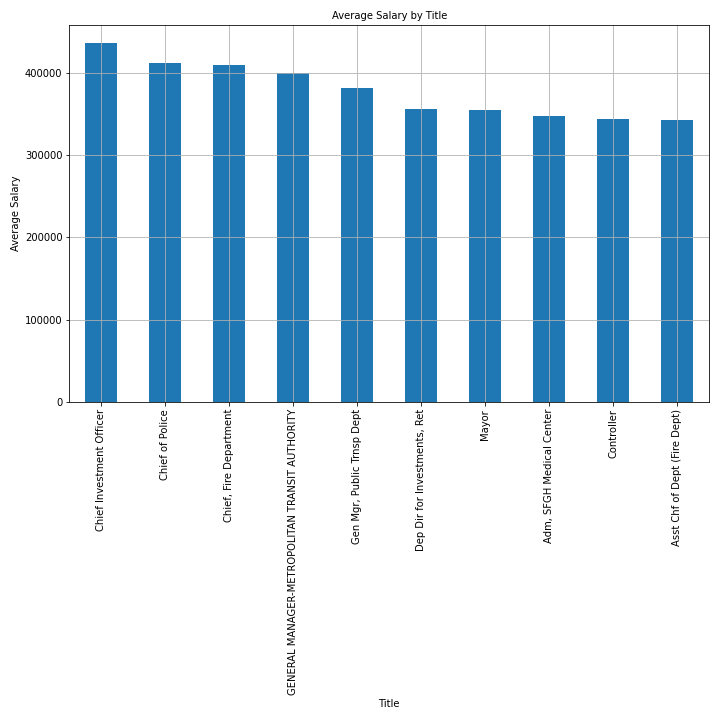 Average Salary by Title
Average Salary
400000
300000
200000
100000
0
Chief Investment Officer
Chief of Police
Chief, Fire Department
GENERAL MANAGER-METROPOLITAN TRANSIT AUTHORITY
Gen Mgr, Public Trnsp Dept
Dep Dir for Investments, Ret
Mayor
Adm, SFGH Medical Center
Controller
Asst Chf of Dept (Fire Dept)
Title